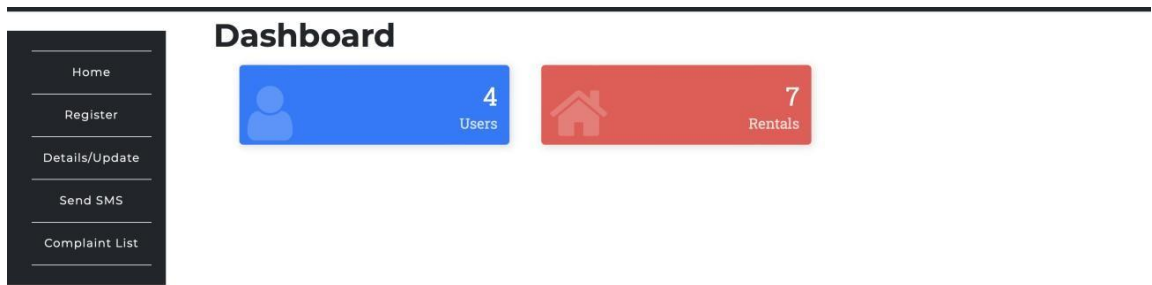 Dashboard
Home
Register
Details/Update
Send SMS
Complaint List
4
Users
7
Rentals